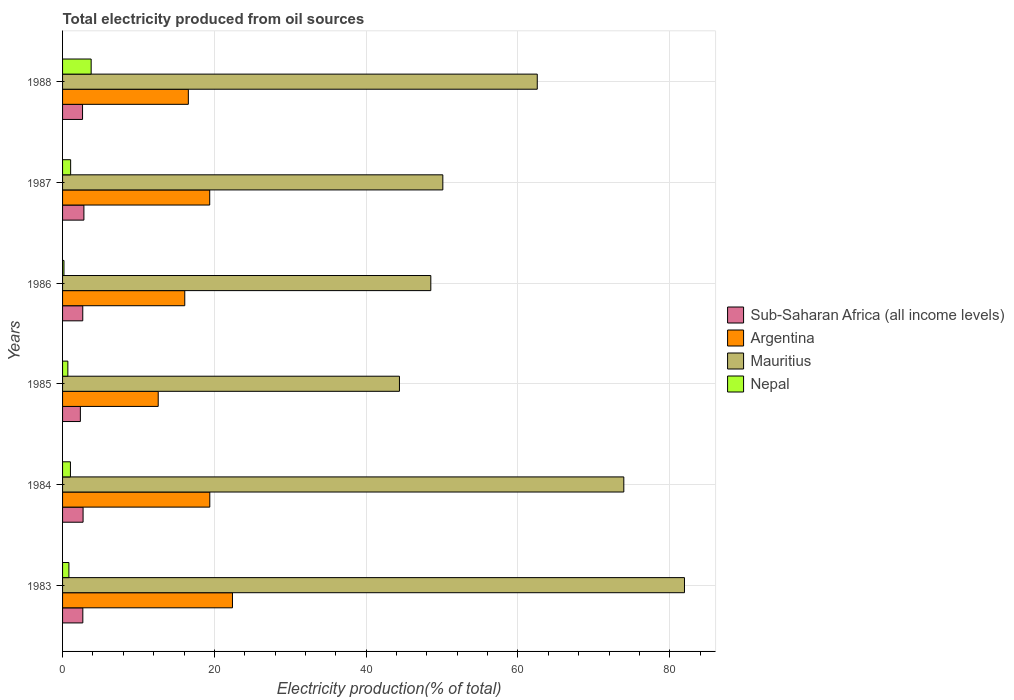 Total electricity produced from oil sources
1988
1987
1986
1985
1984
1983
Years
0
20
40
60
80
Electricity production(% of total)
Sub-Saharan Africa (all income levels)
Argentina
Mauritius
Nepal